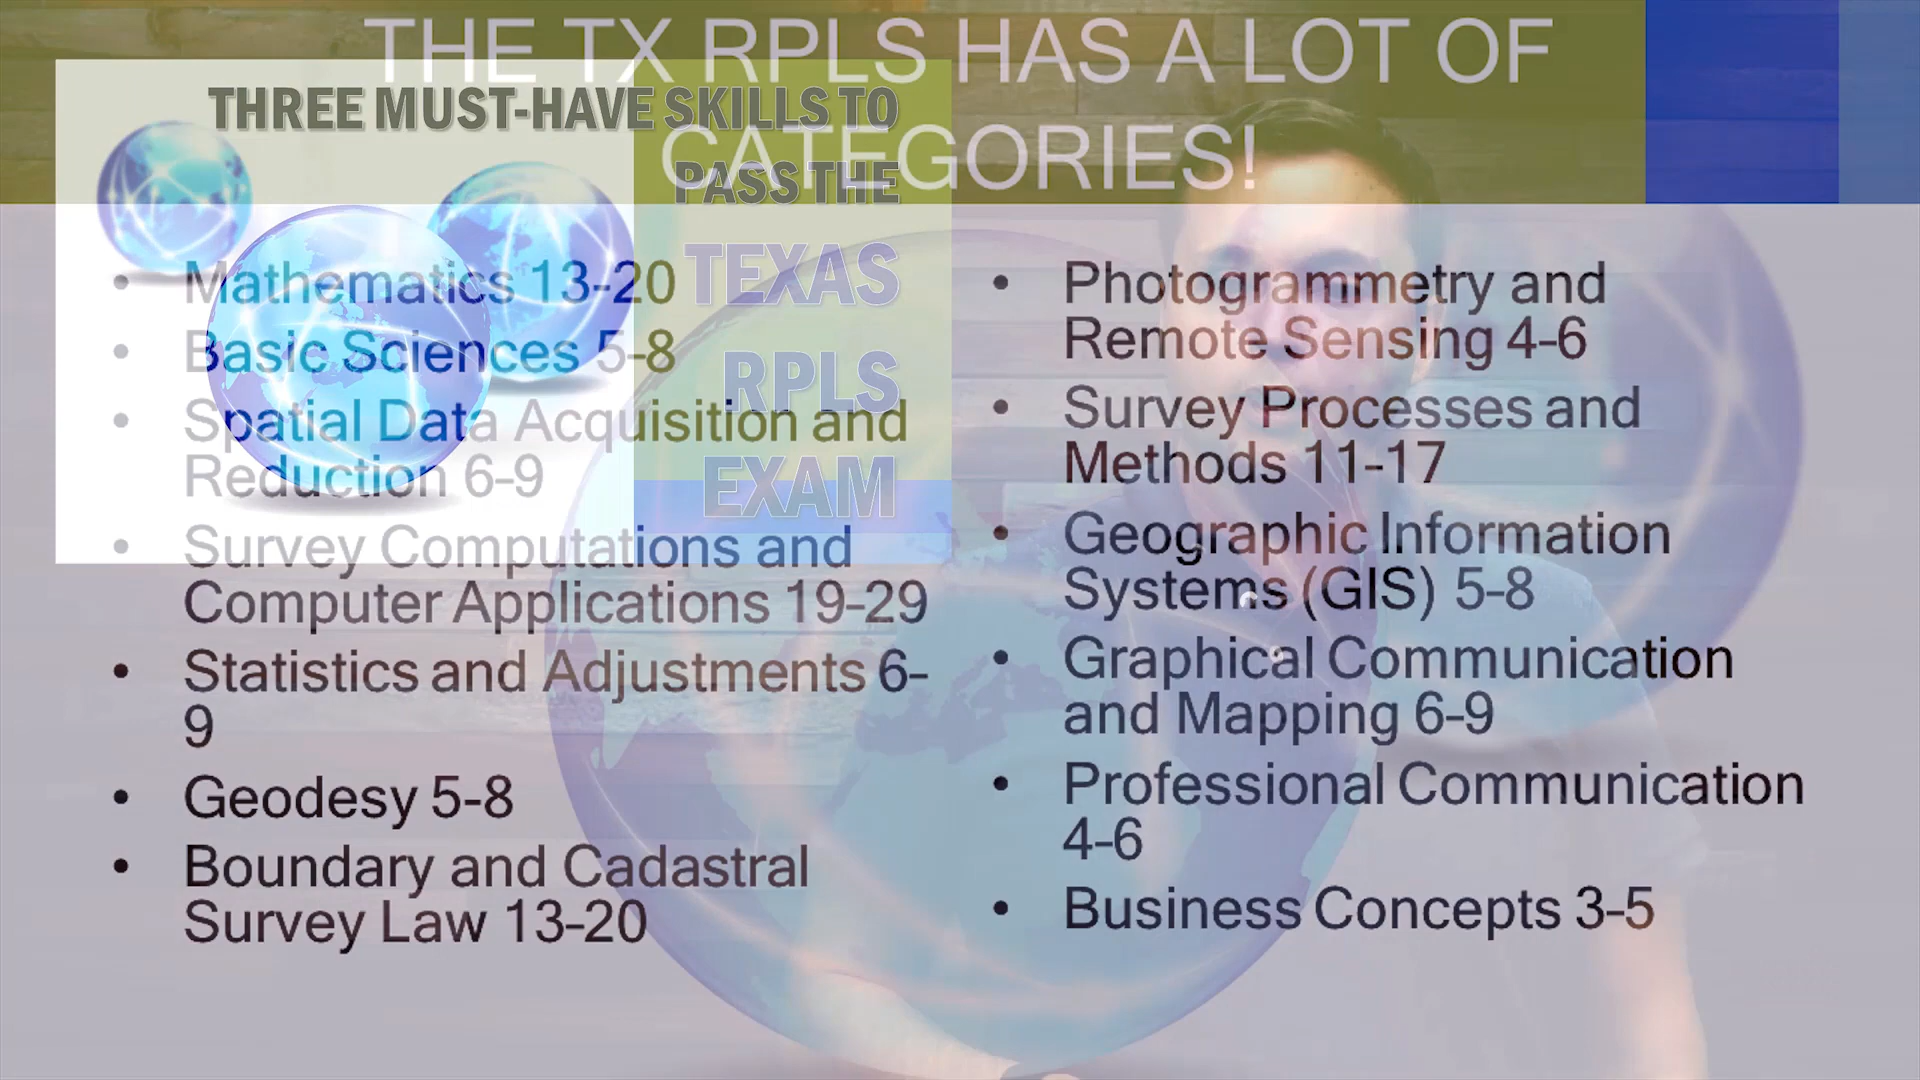 THE TX RPLS HAS A LOT OF
CATEGORIES!
THREE MUST-HAVE SKILLS TO
PASS THE
TEXAS
RPLS
EXAM
• Mathematics 13-20
• Basic Sciences 5-8
• Spatial Data Acquisition and
Reduction 6-9
• Survey Computations and
Computer Applications 19-29
• Statistics and Adjustments 6-
9
• Geodesy 5-8
• Boundary and Cadastral
Survey Law 13-20
• Photogrammetry and
Remote Sensing 4-6
• Survey Processes and
Methods 11-17
• Geographic Information
Systems (GIS) 5-8
• Graphical Communication
and Mapping 6-9
• Professional Communication
4-6
• Business Concepts 3-5